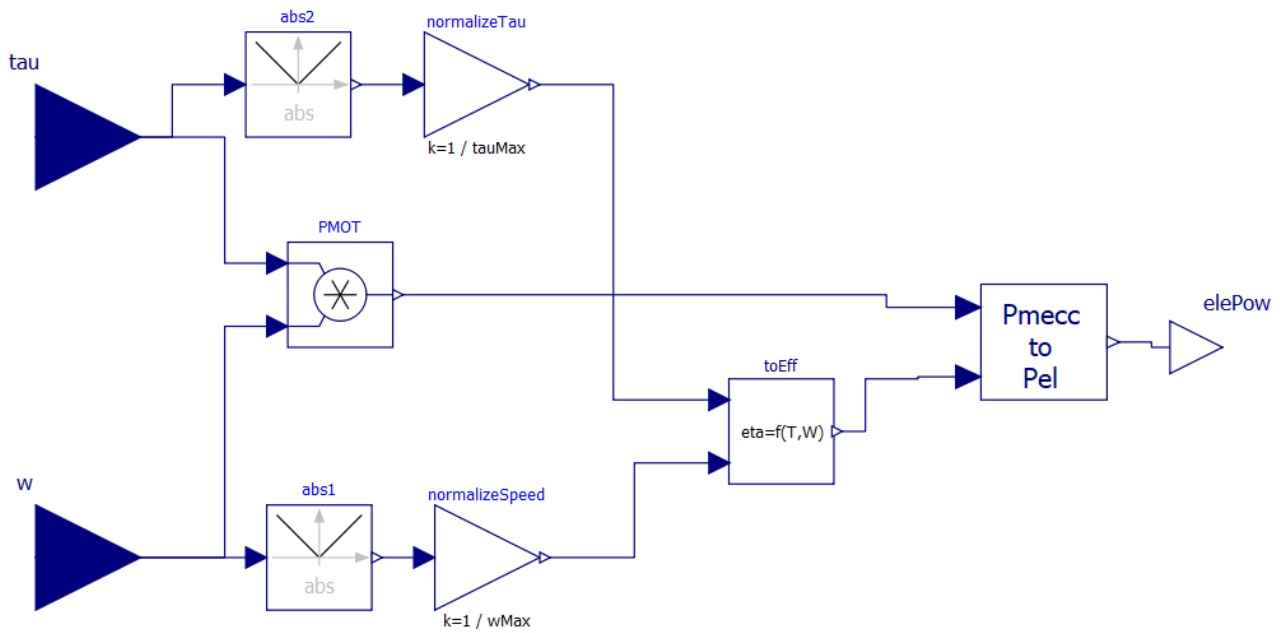 abs2
normalizeTau
tau
abs
k=1 / tauMax
PMOT
elePow
Pmecc
to
Pel
toEff
eta=f(T,W)
w
abs1
normalizeSpeed
abs
k=1 / wMax